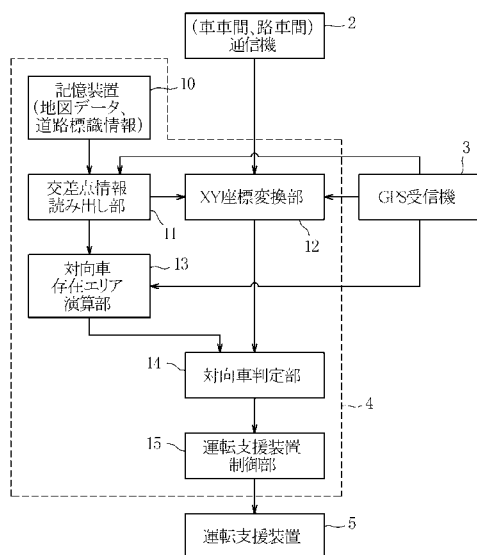 (車車間、路車間)
通信機
2
記憶装置
(地図データ、
道路標識情報)
10
3
交差点情報
読み出し部
11
XY座標変換部
12
GPS受信機
対向車
存在エリア
演算部
13
14
対向車判定部
4
15
運転支援装置
制御部
運転支援装置
5